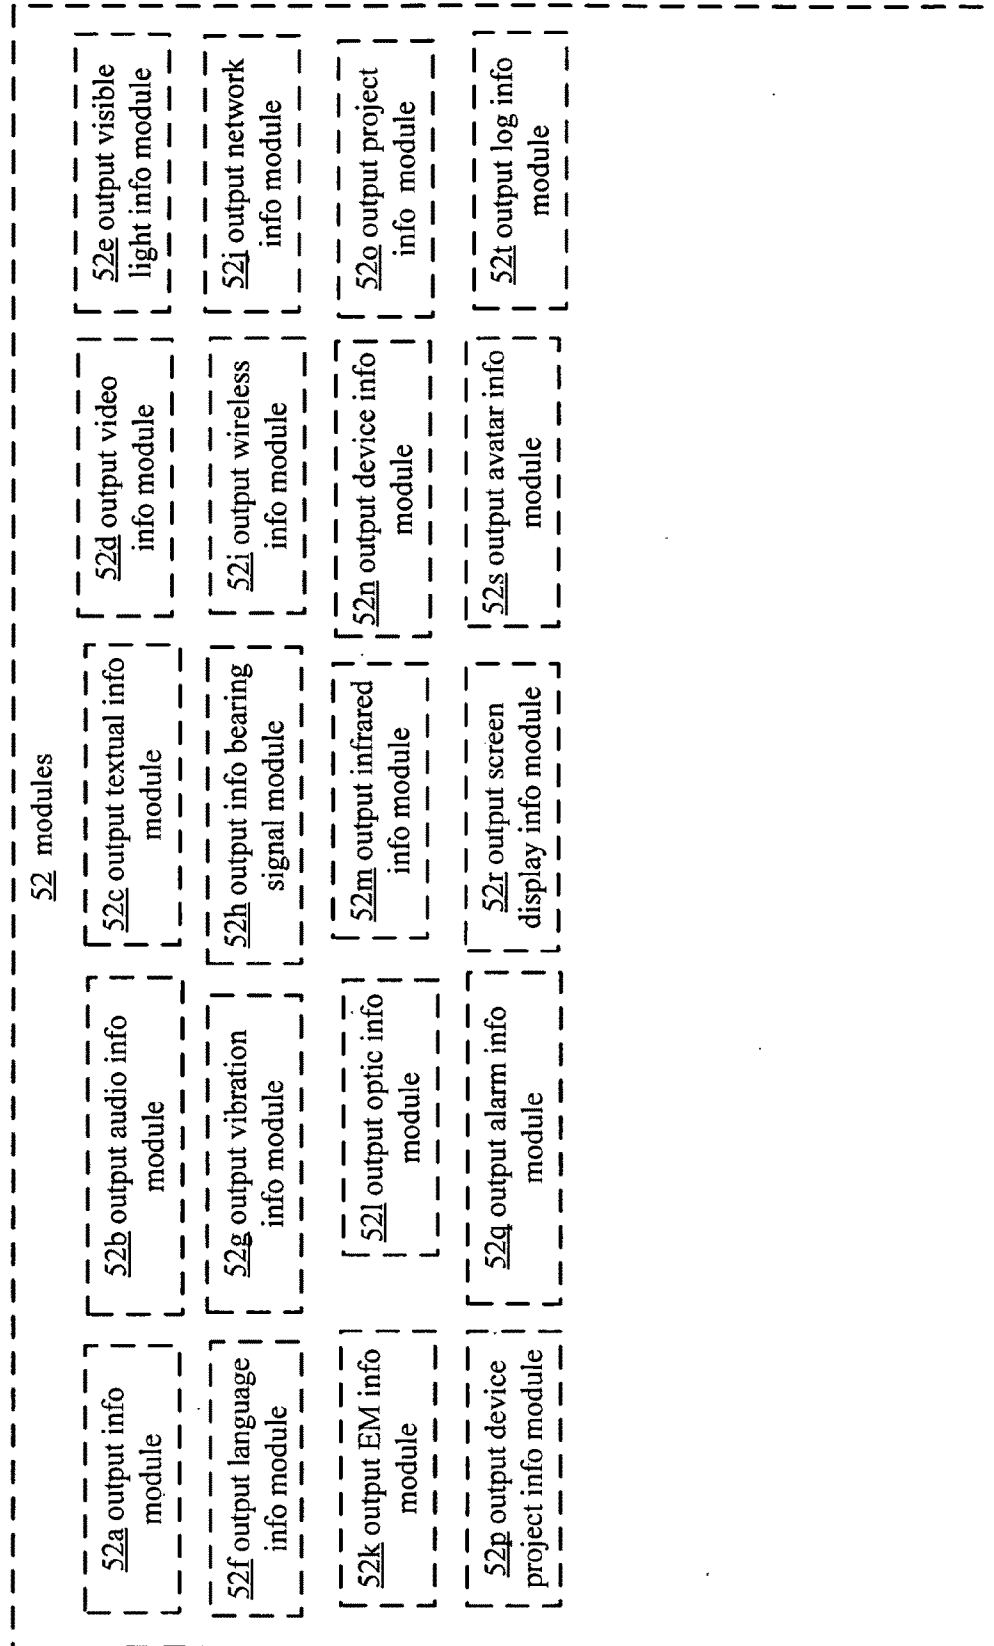 52 modules
52a output info
module
52b output audio info
module
52c output textual info
module
52d output video
info module
52e output visible
light info module
52f output language
info module
52g output vibration
info module
52h output info bearing
signal module
52i output wireless
info module
52j output network
info module
52k output EM info
module
52l output optic info
module
52m output infrared
info module
52n output device info
module
52o output project
info module
52p output device
project info module
52q output alarm info
module
52r output screen
display info module
52s output avatar info
module
52t output log info
module